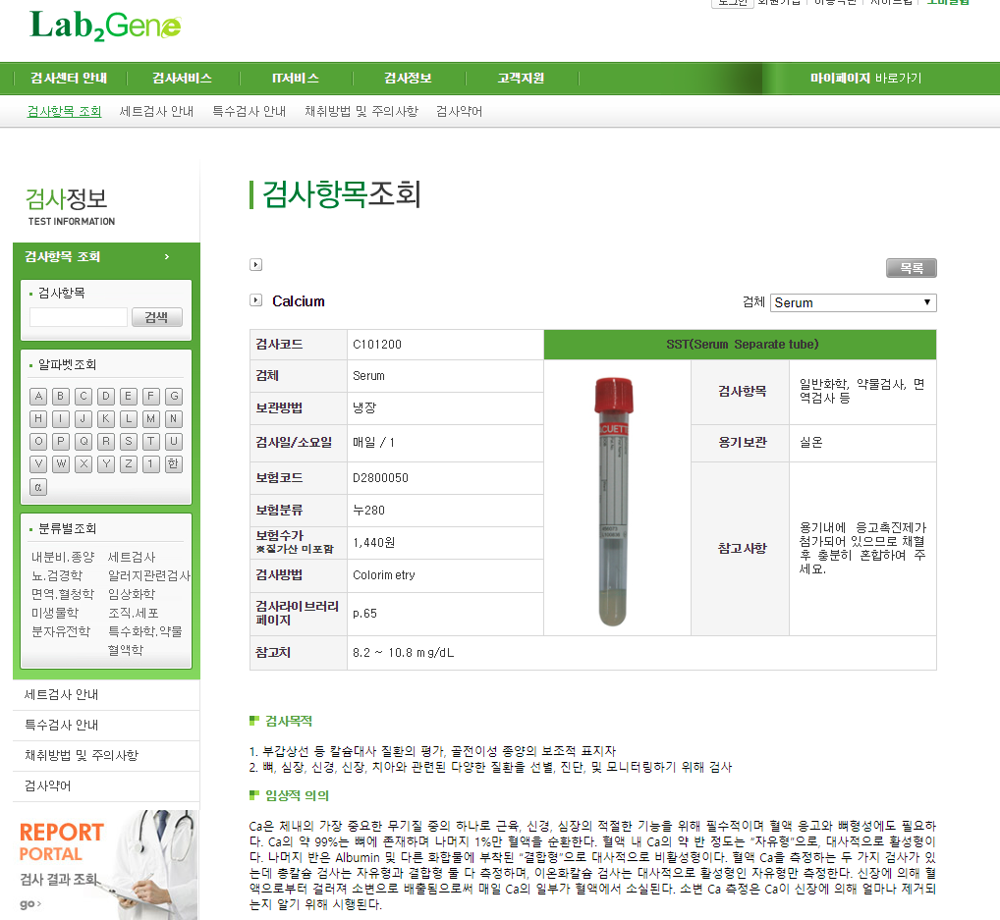 로그인 회원가입 이용약관 사이트맵 모바일웹
Lab2Gene
검사센터 안내 검사서비스 IT서비스 검사정보 고객지원 마이페이지 바로가기
검사항목 조회 세트검사 안내 특수검사 안내 채취방법 및 주의사항 검사약어
검사정보
TEST INFORMATION
검사항목 조회 ›
검사항목
검색
알파벳조회
A B C D E F G
H I J K L M N
O P Q R S T U
V W X Y Z 1 한
α
분류별조회
내분비.종양 세트검사
뇨.검경학 알러지관련검사
면역.혈청학 임상화학
미생물학 조직.세포
분자유전학 특수화학.약물
혈액학
세트검사 안내
특수검사 안내
채취방법 및 주의사항
검사약어
REPORT
PORTAL
검사 결과 조회
go ›
검사항목조회
목록
Calcium 검체 Serum
검사코드 C101200 SST(Serum Separate tube)
검체 Serum
보관방법 냉장
검사일/소요일 매일 / 1
보험코드 D2800050
보험분류 누280
보험수가
※질가산 미포함 1,440원
검사방법 Colorimetry
검사라이브러리
페이지 p.65
참고치 8.2 ~ 10.8 mg/dL
검사항목 일반화학, 약물검사, 면
역검사 등
용기보관 실온
참고사항 용기내에 응고촉진제가
첨가되어 있으므로 채혈
후 충분히 혼합하여 주
세요.
검사목적
1. 부갑상선 등 칼슘대사 질환의 평가, 골전이성 종양의 보조적 표지자
2. 뼈, 심장, 신경, 신장, 치아와 관련된 다양한 질환을 선별, 진단, 및 모니터링하기 위해 검사
임상적 의의
Ca은 체내의 가장 중요한 무기질 중의 하나로 근육, 신경, 심장의 적절한 기능을 위해 필수적이며 혈액 응고와 뼈형성에도 필요하
다. Ca의 약 99%는 뼈에 존재하며 나머지 1%만 혈액을 순환한다. 혈액 내 Ca의 약 반 정도는 "자유형"으로, 대사적으로 활성형이
다. 나머지 반은 Albumin 및 다른 화합물에 부착된 "결합형"으로 대사적으로 비활성형이다. 혈액 Ca을 측정하는 두 가지 검사가 있
는데 총칼슘 검사는 자유형과 결합형 둘 다 측정하며, 이온화칼슘 검사는 대사적으로 활성형인 자유형만 측정한다. 신장에 의해 혈
액으로부터 걸러져 소변으로 배출됨으로써 매일 Ca의 일부가 혈액에서 소실된다. 소변 Ca 측정은 Ca이 신장에 의해 얼마나 제거되
는지 알기 위해 시행된다.